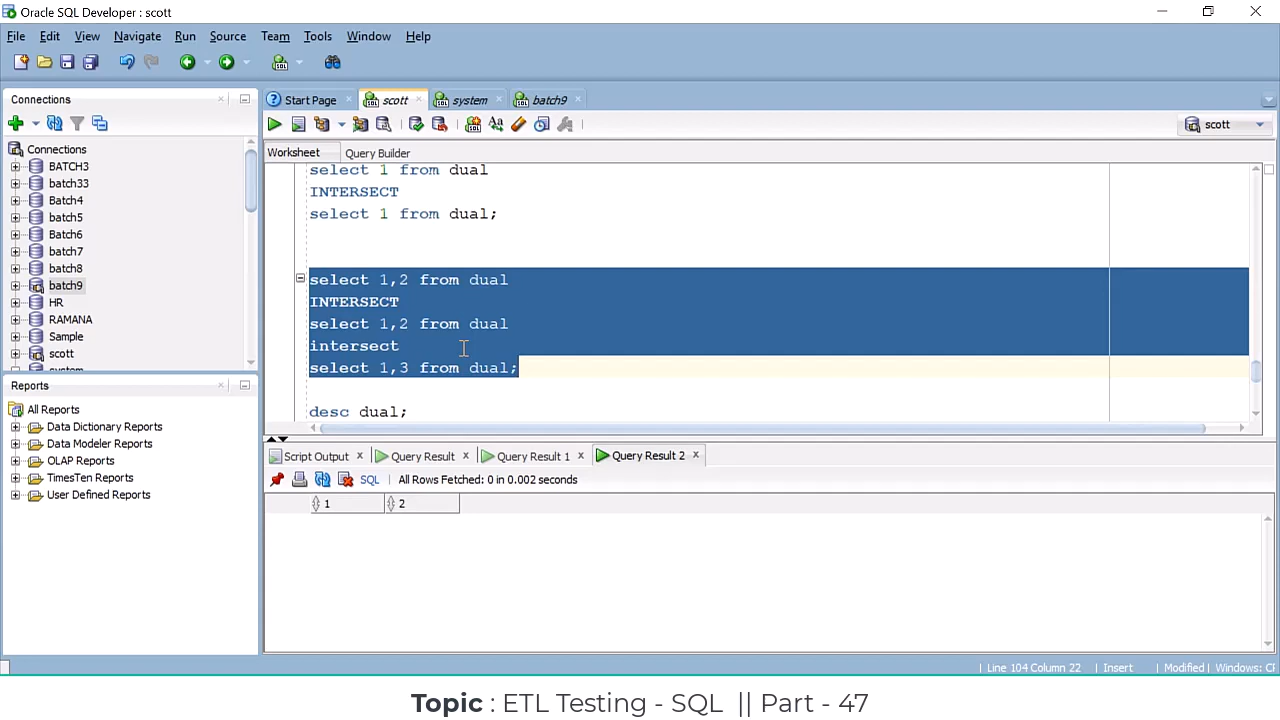 Oracle SQL Developer : scott
File Edit View Navigate Run Source Team Tools Window Help
Connections
Start Page scott system batch9
scott
Connections
BATCH3
batch33
Batch4
batch5
Batch6
batch7
batch8
batch9
HR
RAMANA
Sample
scott
system
Worksheet Query Builder
select 1 from dual
INTERSECT
select 1 from dual;
select 1,2 from dual
INTERSECT
select 1,2 from dual
intersect
select 1,3 from dual;
desc dual;
Reports
All Reports
Data Dictionary Reports
Data Modeler Reports
OLAP Reports
TimesTen Reports
User Defined Reports
Script Output Query Result Query Result 1 Query Result 2
SQL All Rows Fetched: 0 in 0.002 seconds
1 2
Line 104 Column 22 Insert Modified Windows: CF
Topic : ETL Testing - SQL || Part - 47